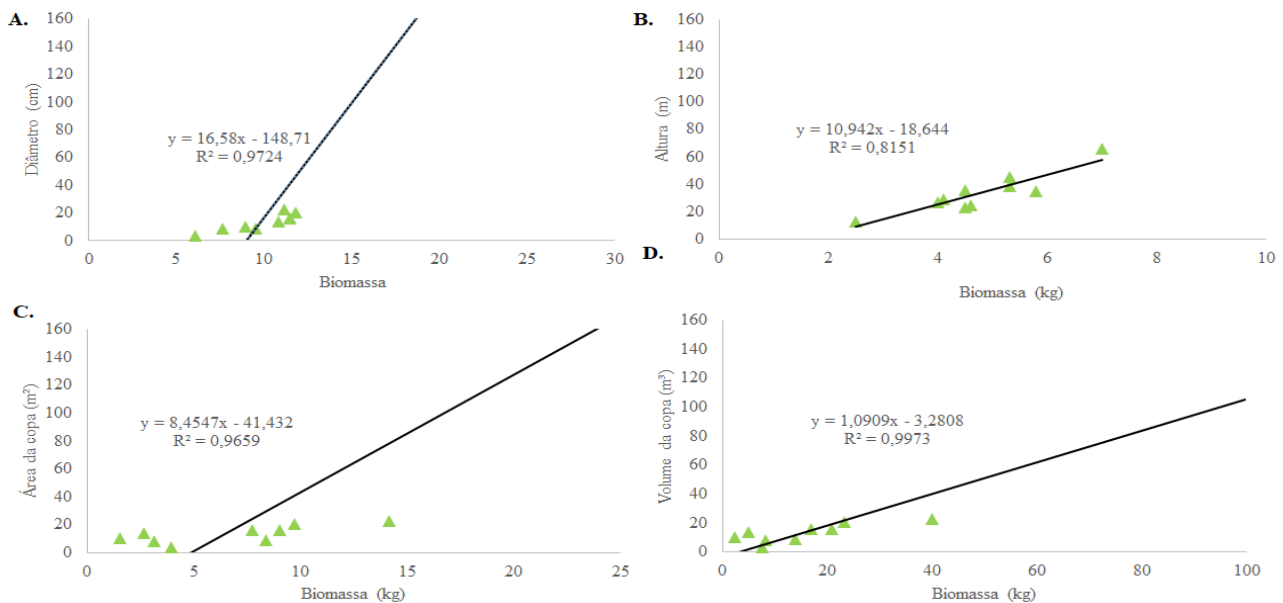 A.
160
140
120
100
80
60
40
20
0
Diâmetro (cm)
y = 16,58x - 148,71
R² = 0,9724
0 5 10 15 20 25 30
Biomassa
B.
160
140
120
100
80
60
40
20
0
Altura (m)
y = 10,942x - 18,644
R² = 0,8151
0 2 4 6 8 10
Biomassa (kg)
C.
160
140
120
100
80
60
40
20
0
Área da copa (m²)
y = 8,4547x - 41,432
R² = 0,9659
0 5 10 15 20 25
Biomassa (kg)
D.
160
140
120
100
80
60
40
20
0
Volume da copa (m³)
y = 1,0909x - 3,2808
R² = 0,9973
0 20 40 60 80 100
Biomassa (kg)